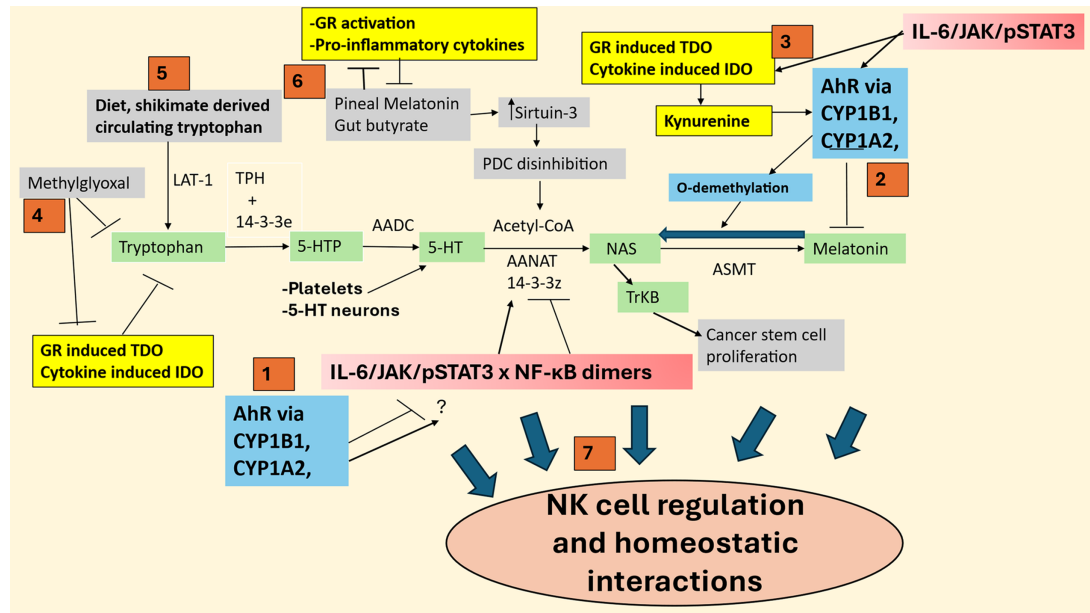 -GR activation
-Pro-inflammatory cytokines
6
5
Diet, shikimate derived
circulating tryptophan
Pineal Melatonin
Gut butyrate
↑Sirtuin-3
PDC disinhibition
3
GR induced TDO
Cytokine induced IDO
Kynurenine
IL-6/JAK/pSTAT3
AhR via
CYP1B1,
CYP1A2,
2
O-demethylation
Methylglyoxal
4
LAT-1
TPH
+
14-3-3e
AADC
Acetyl-CoA
Tryptophan
5-HTP
5-HT
NAS
Melatonin
AANAT
14-3-3z
ASMT
-Platelets
-5-HT neurons
TrKB
Cancer stem cell
proliferation
GR induced TDO
Cytokine induced IDO
1
IL-6/JAK/pSTAT3 x NF-κB dimers
AhR via
CYP1B1,
CYP1A2,
?
7
NK cell regulation
and homeostatic
interactions